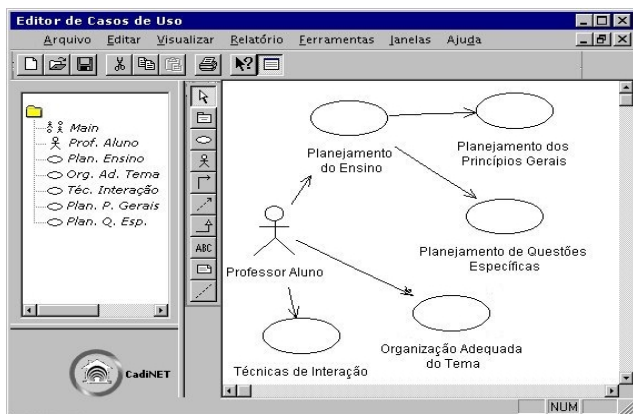 Editor de Casos de Uso
Arquivo Editar Visualizar Relatório Ferramentas Janelas Ajuda
Main
Prof. Aluno
Plan. Ensino
Org. Ad. Tema
Téc. Interação
Plan. P. Gerais
Plan. Q. Esp.
ABC
Planejamento
do Ensino
Planejamento dos
Princípios Gerais
Planejamento de Questões
Específicas
Professor Aluno
Organização Adequada
do Tema
Técnicas de Interação
CadiNET
NUM